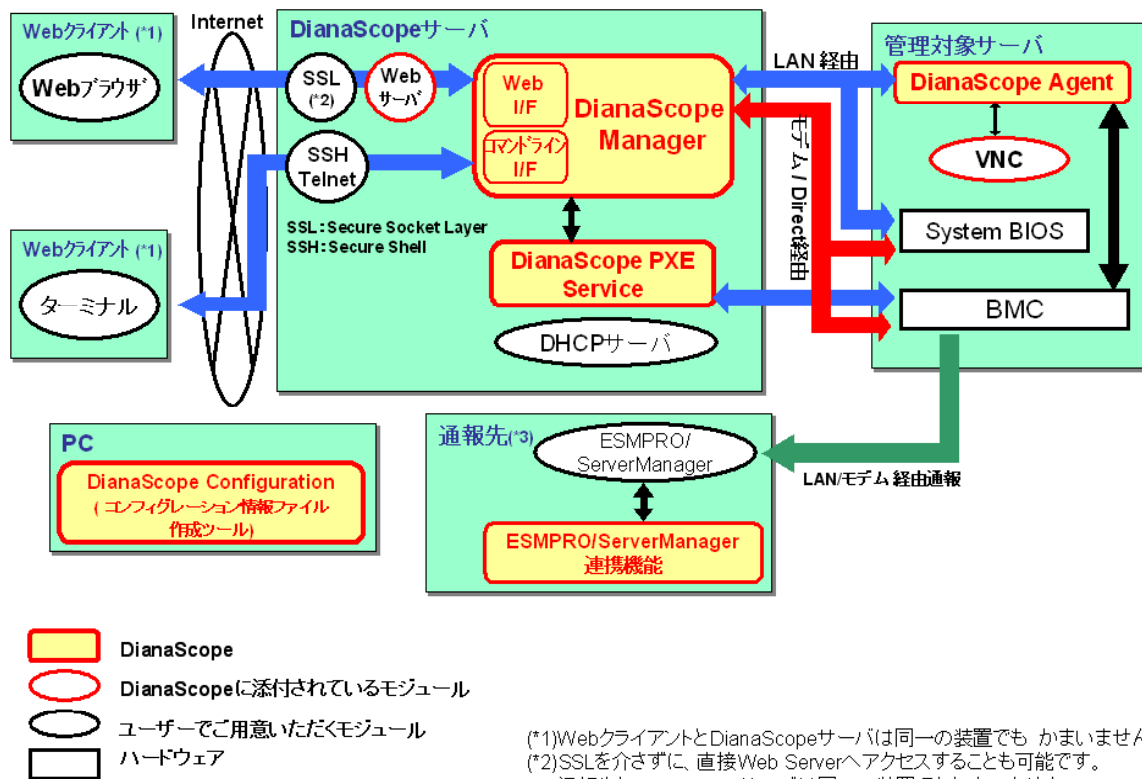 Webクライアント (*1)
Webブラウザ
Internet
DianaScopeサーバ
SSL
(*2)
Web
サーバ
Web
I/F
コマンドライン
I/F
DianaScope
Manager
SSH
Telnet
SSL:Secure Socket Layer
SSH:Secure Shell
DianaScope PXE
Service
DHCPサーバ
LAN 経由
モデム / Direct経由
管理対象サーバ
DianaScope Agent
VNC
System BIOS
BMC
Webクライアント (*1)
ターミナル
PC
DianaScope Configuration
( コンフィグレーション情報ファイル
作成ツール)
通報先(*3)
ESMPRO/
ServerManager
ESMPRO/ServerManager
連携機能
LAN/モデム 経由通報
DianaScope
DianaScopeに添付されているモジュール
ユーザーでご用意いただくモジュール
ハードウェア
(*1)WebクライアントとDianaScopeサーバは同一の装置でも かまいません
(*2)SSLを介さずに、直接Web Serverへアクセスすることも可能です。